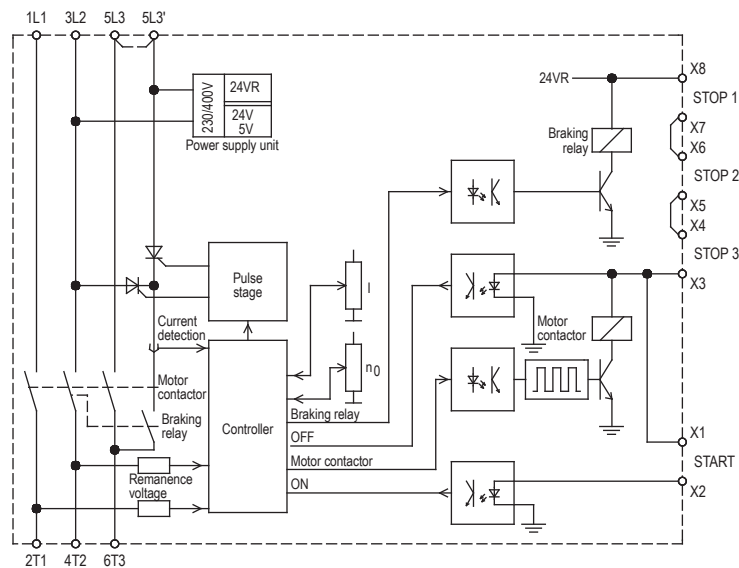 1L1 3L2 5L3 5L3'
230/400V
24VR
24V
5V
Power supply unit
24VR
X8
STOP 1
X7
X6
Braking
relay
STOP 2
X5
X4
STOP 3
X3
Pulse
stage
I
Current
detection
Motor
contactor
n0
Motor
contactor
Braking
relay
Controller
Braking relay
OFF
Motor contactor
ON
X1
START
X2
Remanence
voltage
2T1 4T2 6T3